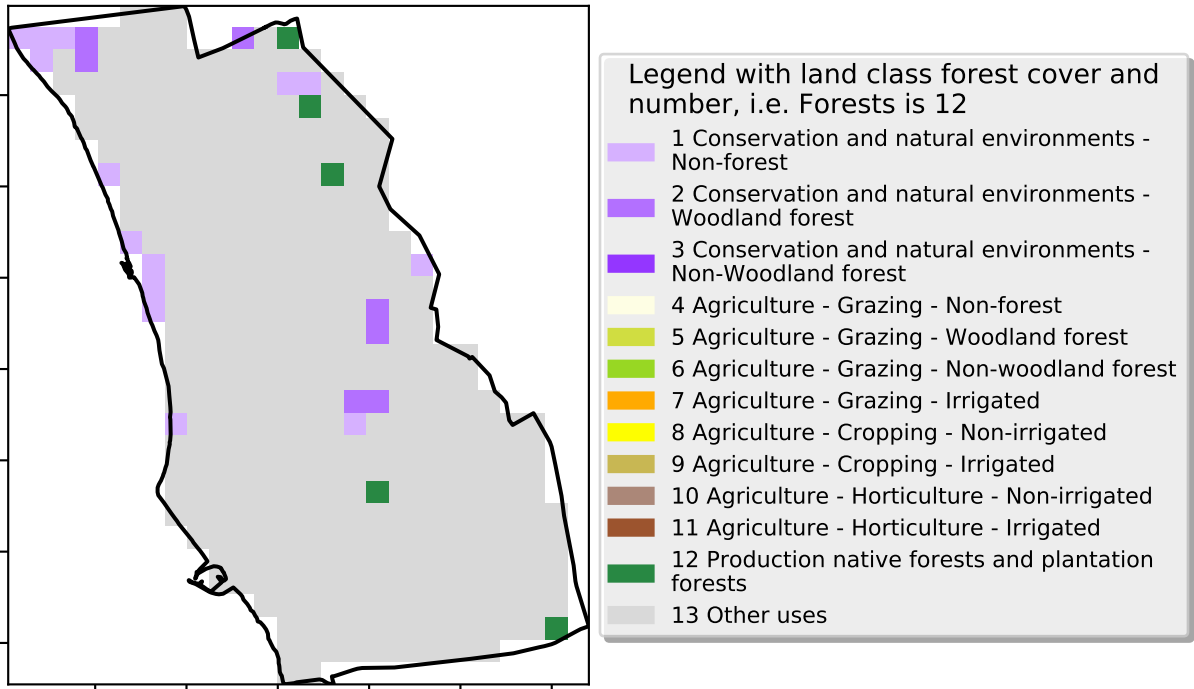 Legend with land class forest cover and
number, i.e. Forests is 12
1 Conservation and natural environments -
Non-forest
2 Conservation and natural environments -
Woodland forest
3 Conservation and natural environments -
Non-Woodland forest
4 Agriculture - Grazing - Non-forest
5 Agriculture - Grazing - Woodland forest
6 Agriculture - Grazing - Non-woodland forest
7 Agriculture - Grazing - Irrigated
8 Agriculture - Cropping - Non-irrigated
9 Agriculture - Cropping - Irrigated
10 Agriculture - Horticulture - Non-irrigated
11 Agriculture - Horticulture - Irrigated
12 Production native forests and plantation
forests
13 Other uses